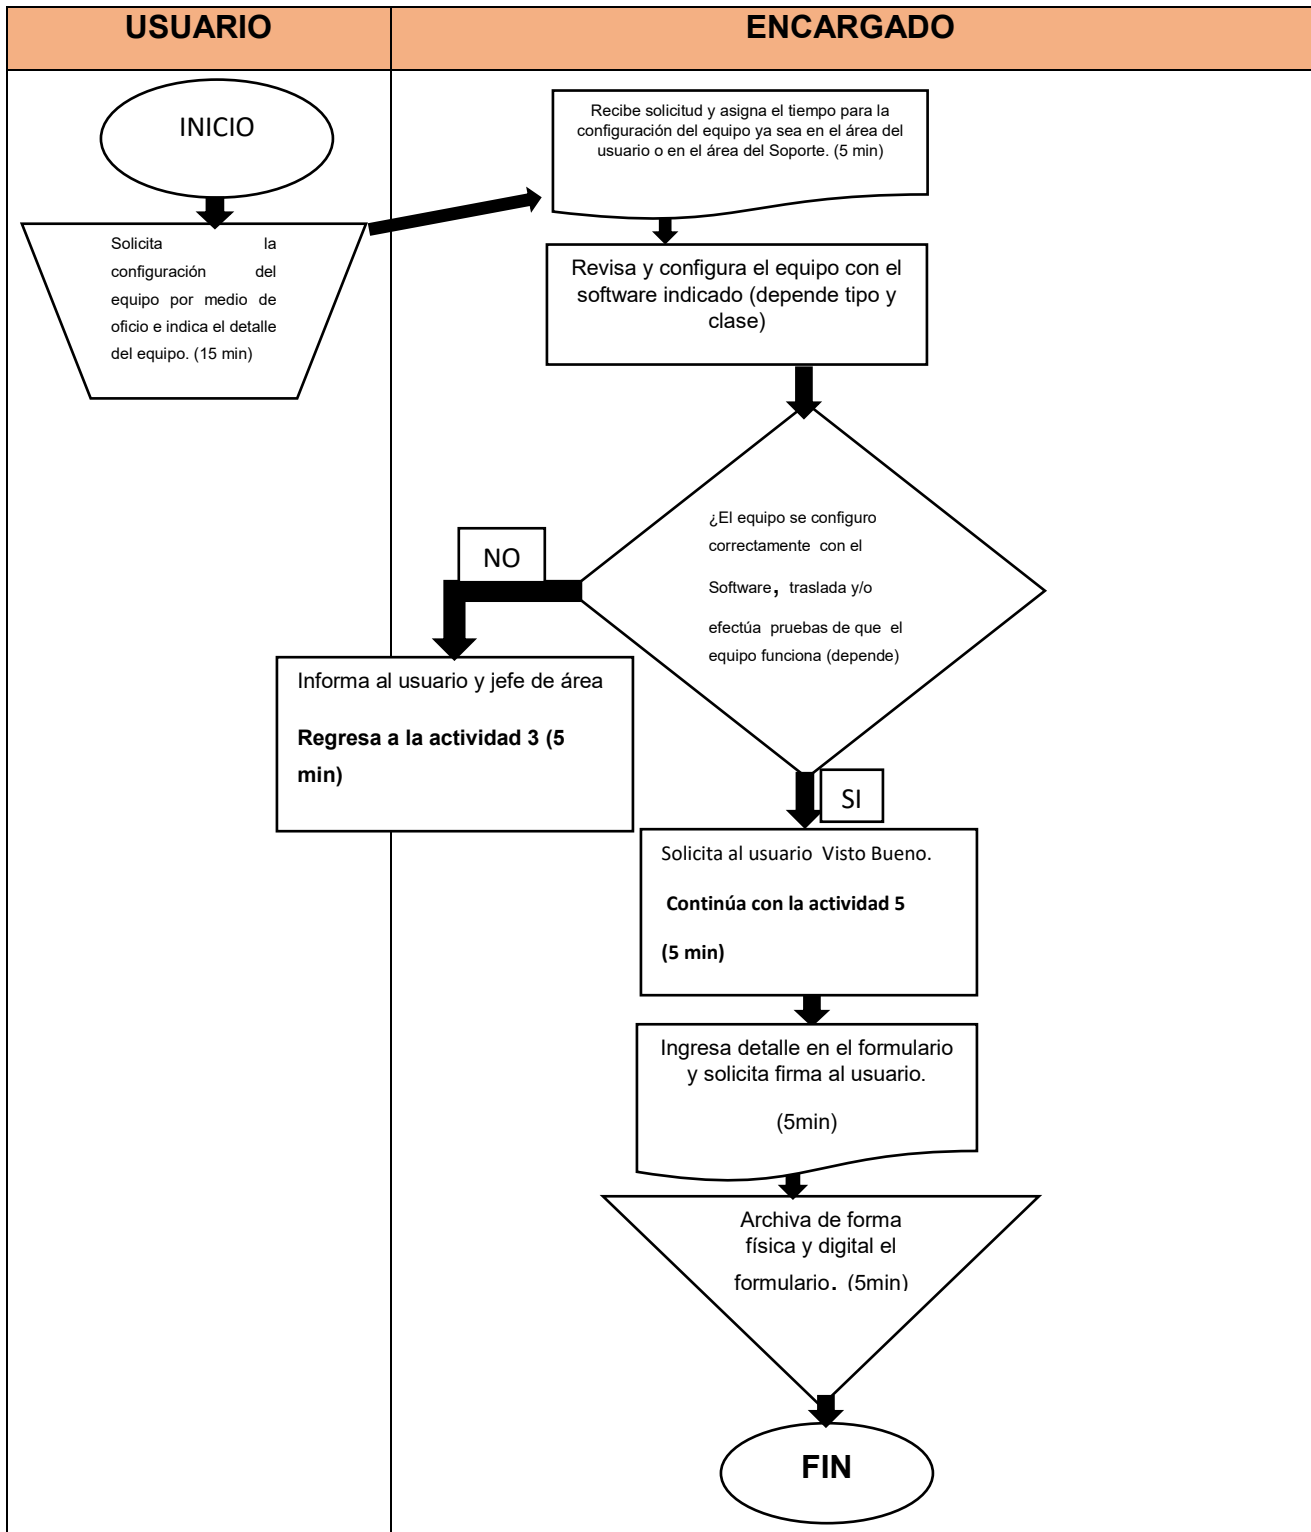 USUARIO
ENCARGADO
INICIO
Solicita la
configuración del
equipo por medio de
oficio e indica el detalle
del equipo. (15 min)
Recibe solicitud y asigna el tiempo para la
configuración del equipo ya sea en el área del
usuario o en el área del Soporte. (5 min)
Revisa y configura el equipo con el
software indicado (depende tipo y
clase)
¿El equipo se configuro
correctamente con el
Software, traslada y/o
efectúa pruebas de que el
equipo funciona (depende)
NO
Informa al usuario y jefe de área
Regresa a la actividad 3 (5
min)
SI
Solicita al usuario Visto Bueno.
Continúa con la actividad 5
(5 min)
Ingresa detalle en el formulario
y solicita firma al usuario.
(5min)
Archiva de forma
física y digital el
formulario. (5min)
FIN